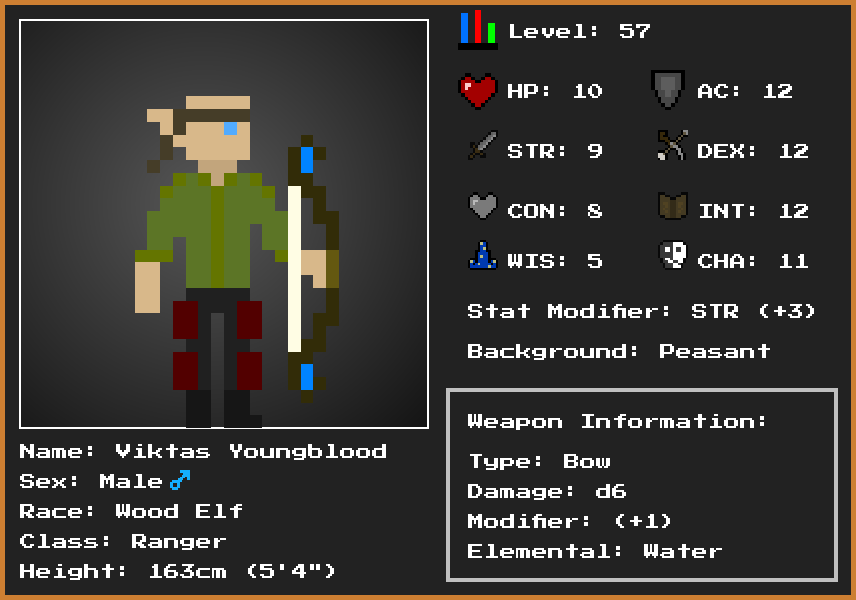 Level: 57
HP: 10 AC: 12
STR: 9 DEX: 12
CON: 8 INT: 12
WIS: 5 CHA: 11
Stat Modifier: STR (+3)
Background: Peasant
Name: Viktas Youngblood
Sex: Male ♂
Race: Wood Elf
Class: Ranger
Height: 163cm (5'4")
Weapon Information:
Type: Bow
Damage: d6
Modifier: (+1)
Elemental: Water